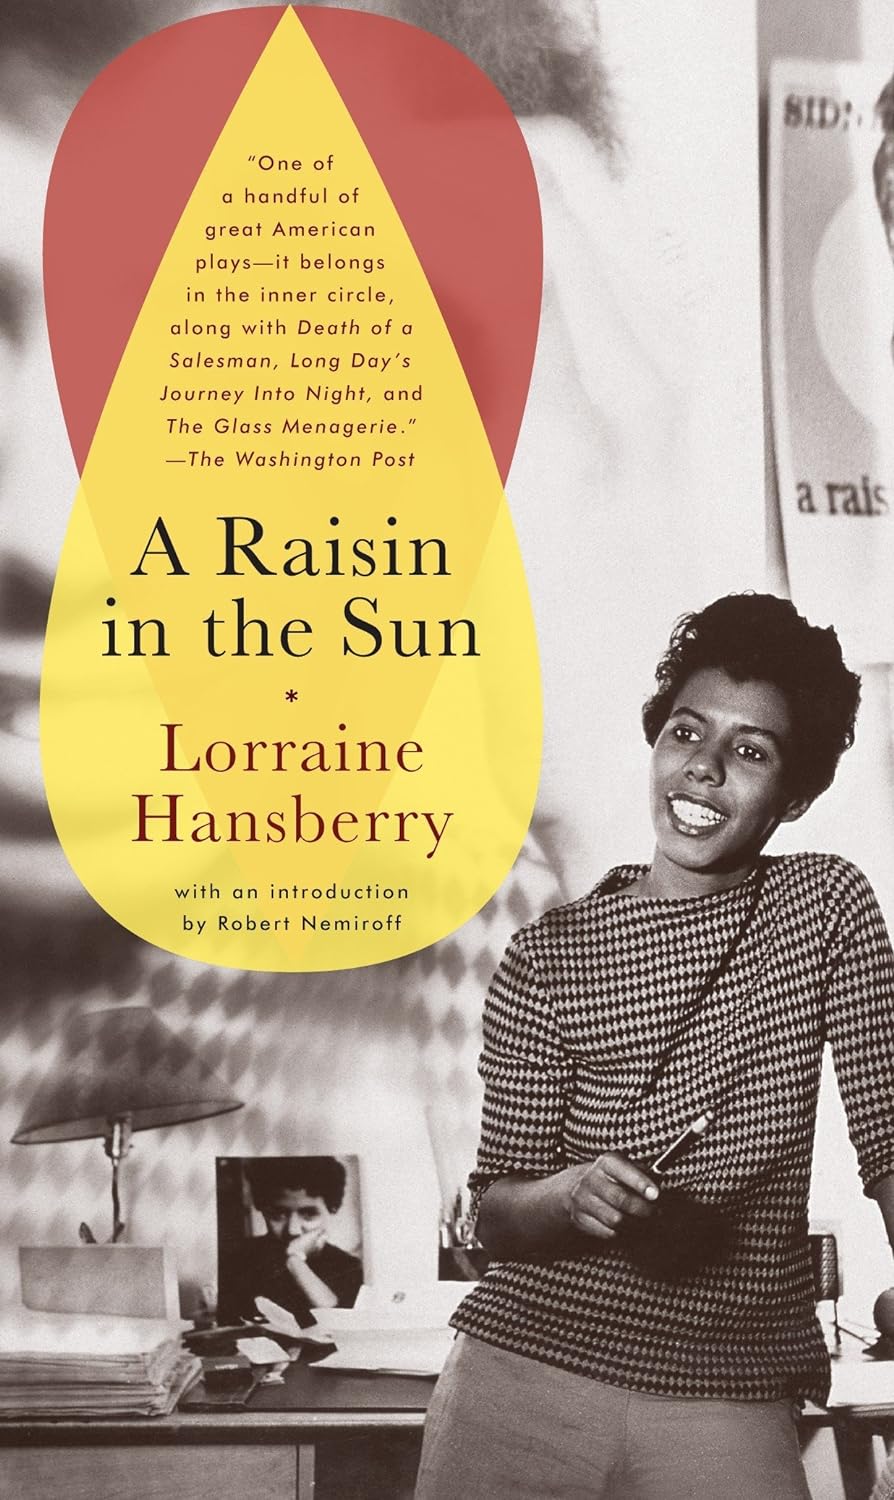 “One of
a handful of
great American
plays—it belongs
in the inner circle,
along with Death of a
Salesman, Long Day’s
Journey Into Night, and
The Glass Menagerie.”
—The Washington Post
A Raisin
in the Sun
*
Lorraine
Hansberry
with an introduction
by Robert Nemiroff
a rais